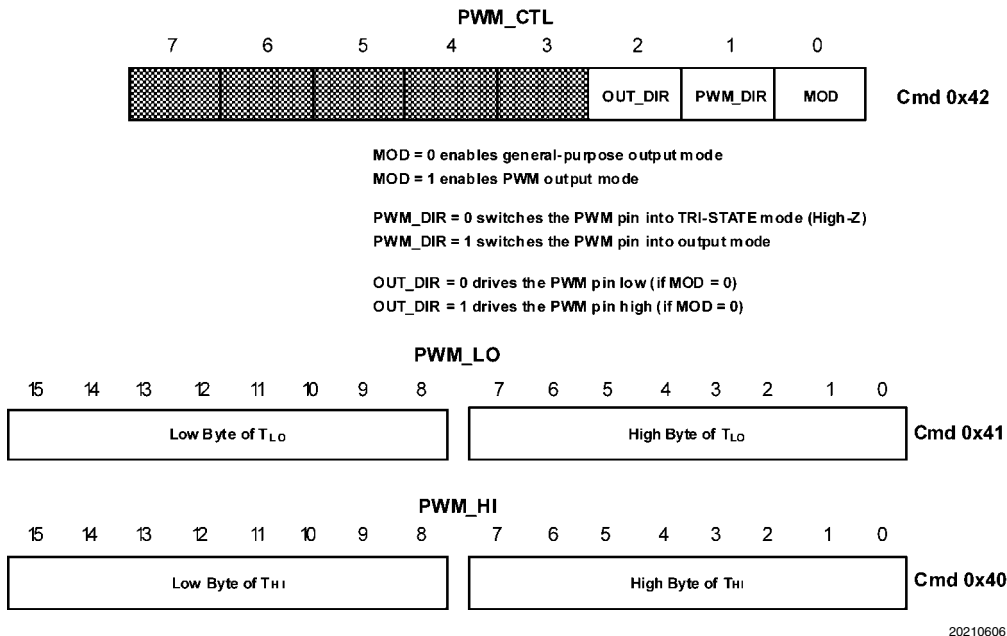 PWM_CTL
7 6 5 4 3 2 1 0
OUT_DIR PWM_DIR MOD Cmd 0x42
MOD = 0 enables general-purpose output mode
MOD = 1 enables PWM output mode
PWM_DIR = 0 switches the PWM pin into TRI-STATE mode (High-Z)
PWM_DIR = 1 switches the PWM pin into output mode
OUT_DIR = 0 drives the PWM pin low (if MOD = 0)
OUT_DIR = 1 drives the PWM pin high (if MOD = 0)
PWM_LO
15 14 13 12 11 10 9 8 7 6 5 4 3 2 1 0
Low Byte of TLO High Byte of TLO Cmd 0x41
PWM_HI
15 14 13 12 11 10 9 8 7 6 5 4 3 2 1 0
Low Byte of THI High Byte of THI Cmd 0x40
20210606